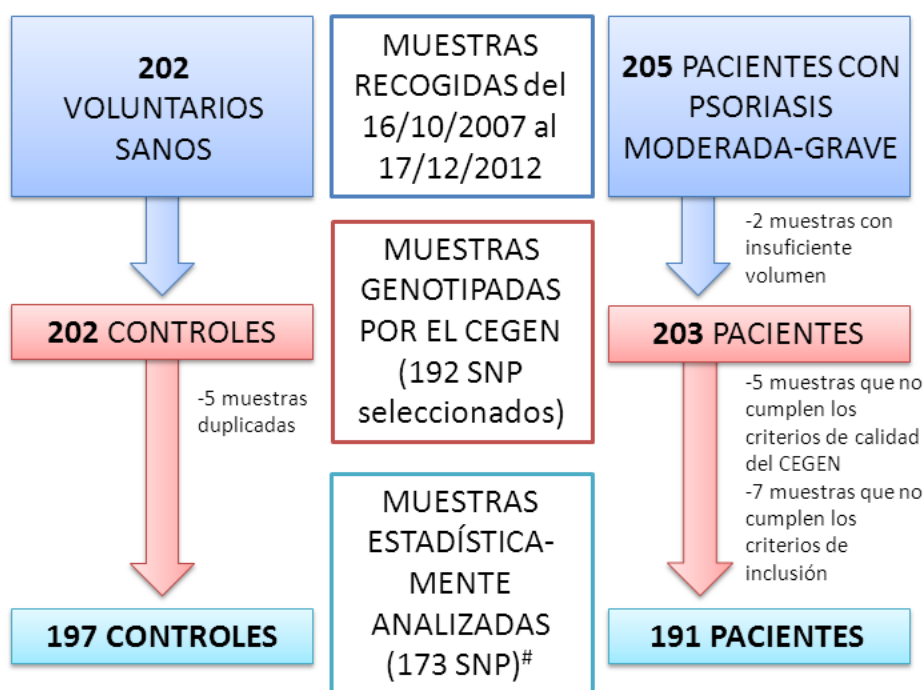 202
VOLUNTARIOS
SANOS
MUESTRAS
RECOGIDAS del
16/10/2007 al
17/12/2012
205 PACIENTES CON
PSORIASIS
MODERADA-GRAVE
-2 muestras con
insuficiente
volumen
202 CONTROLES
MUESTRAS
GENOTIPADAS
POR EL CEGEN
(192 SNP
seleccionados)
203 PACIENTES
-5 muestras
duplicadas
-5 muestras que no
cumplen los
criterios de calidad
del CEGEN
-7 muestras que no
cumplen los
criterios de
inclusión
197 CONTROLES
MUESTRAS
ESTADÍSTICA-
MENTE
ANALIZADAS
(173 SNP)#
191 PACIENTES